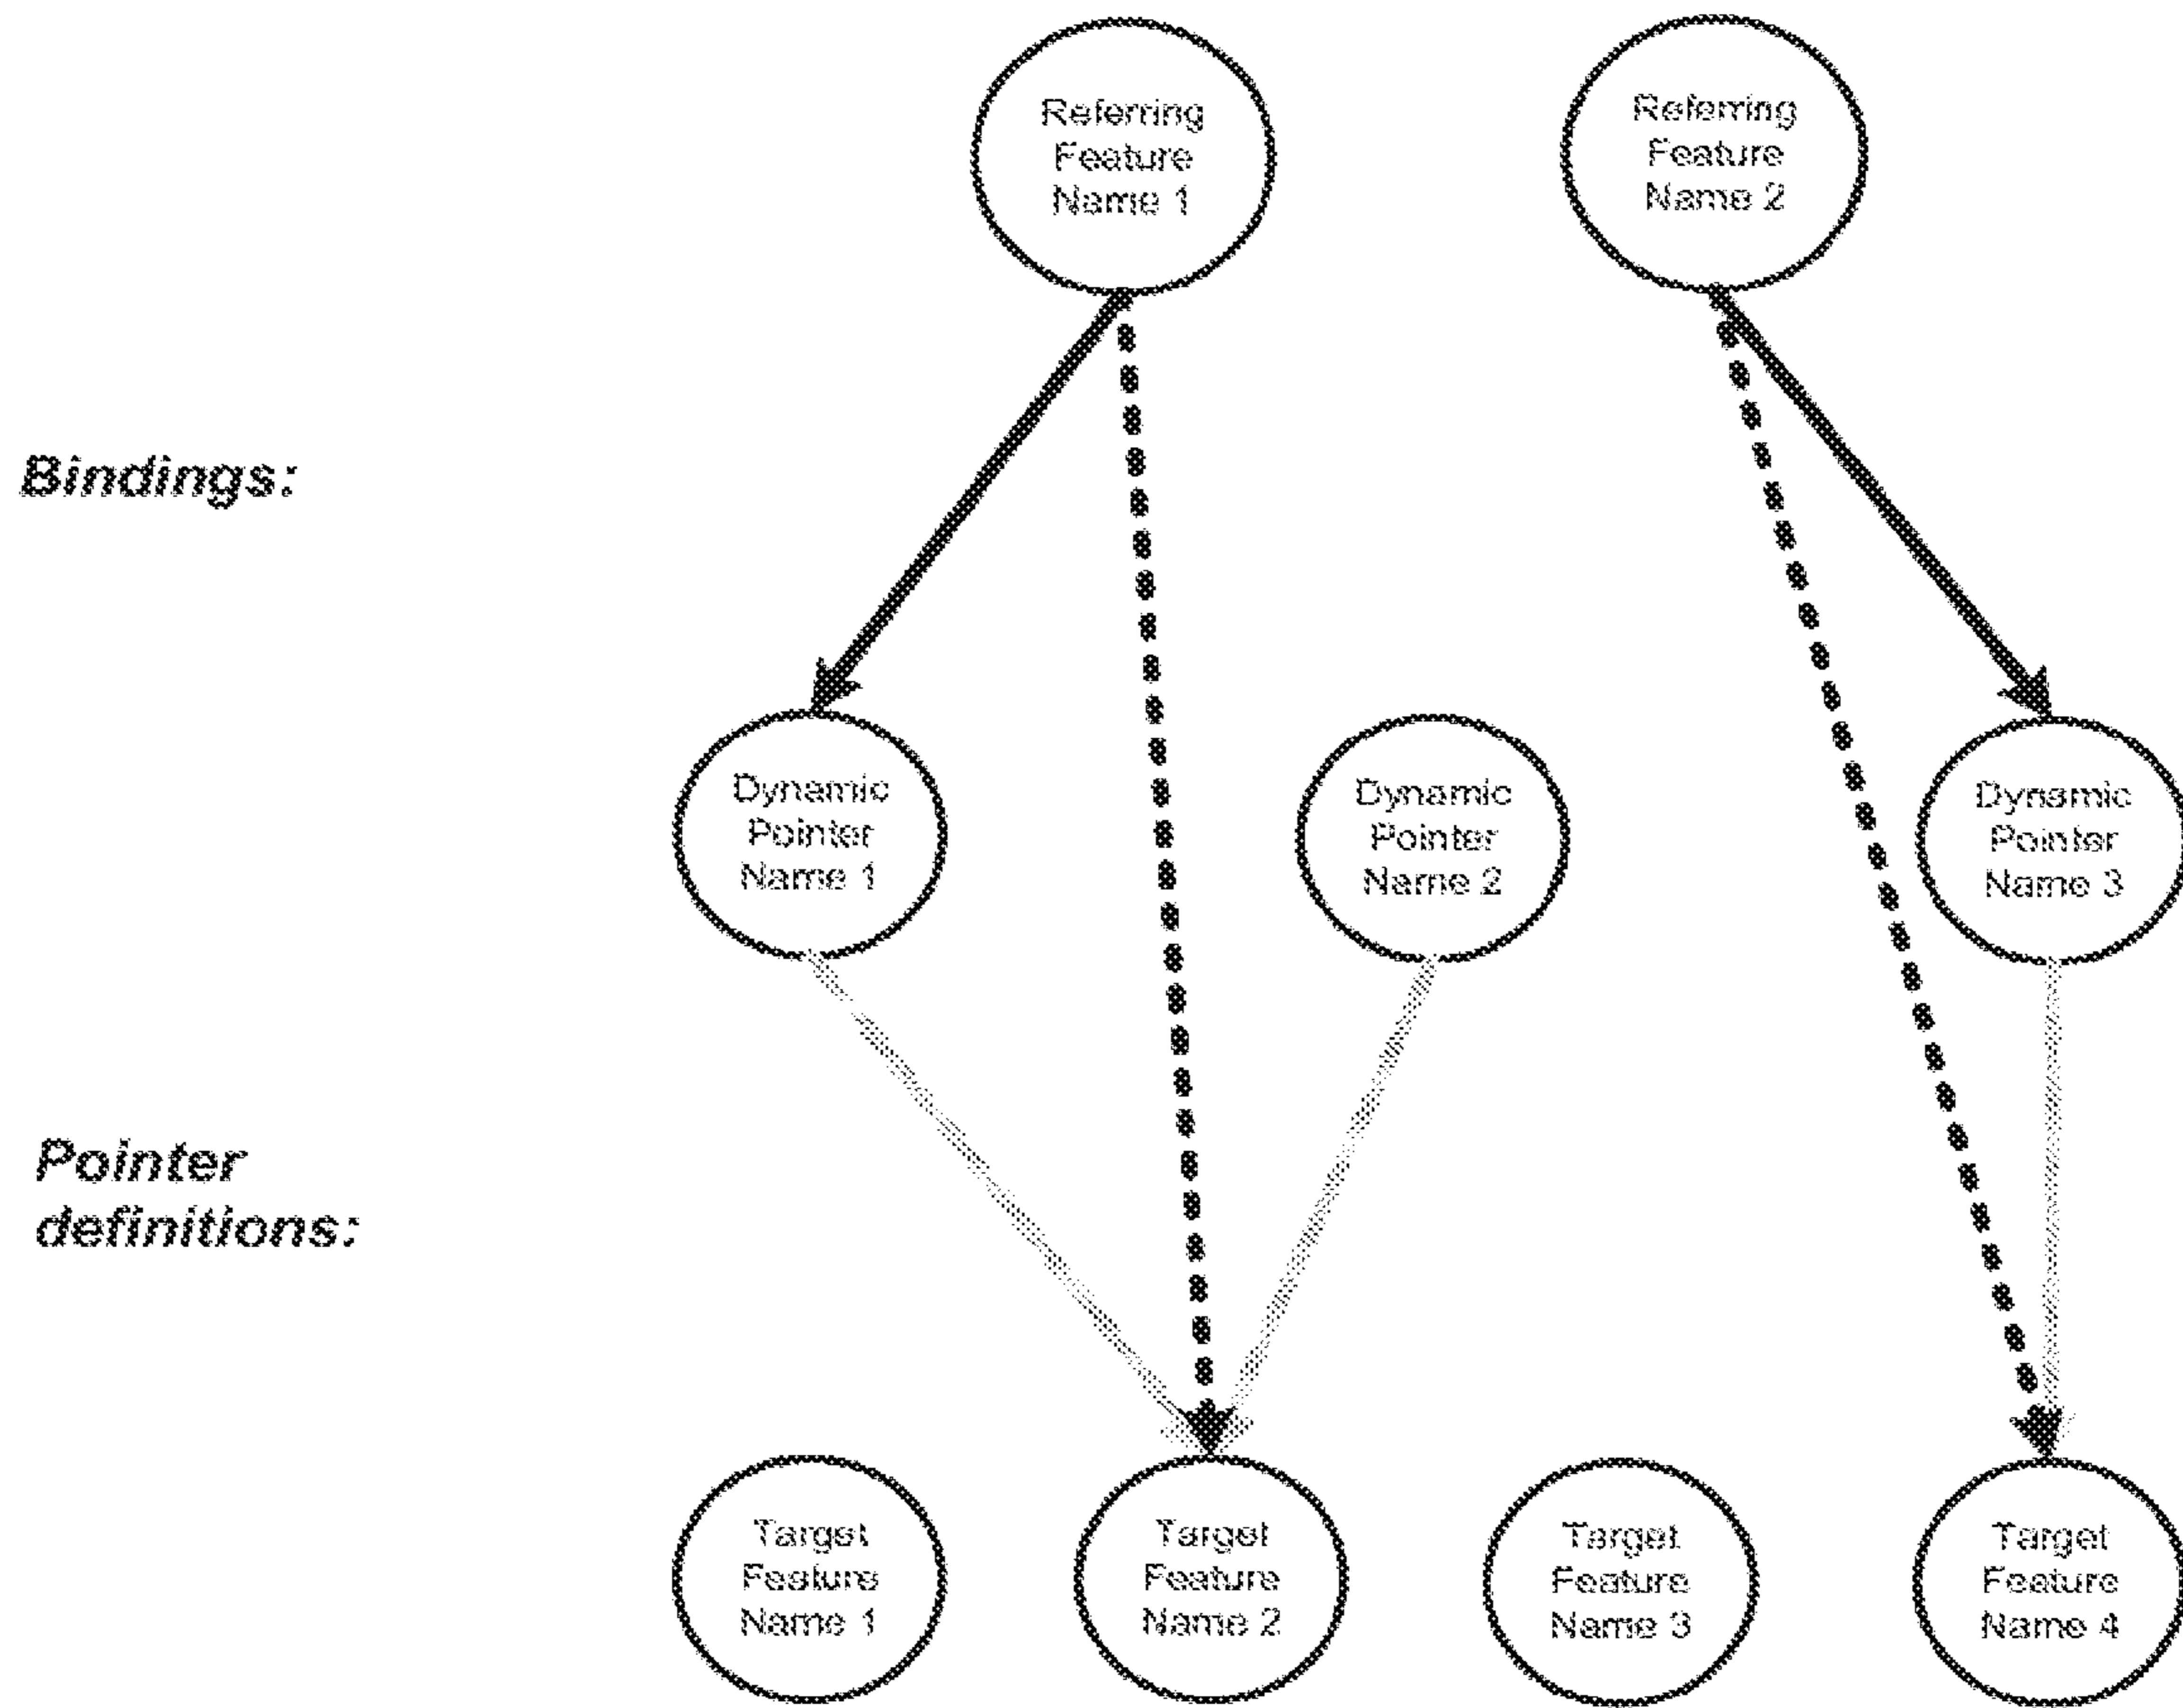 Referring
Feature
Name 1
Referring
Feature
Name 2
Bindings:
Dynamic
Pointer
Name 1
Dynamic
Pointer
Name 2
Dynamic
Pointer
Name 3
Pointer
definitions:
Target
Feature
Name 1
Target
Feature
Name 2
Target
Feature
Name 3
Target
Feature
Name 4